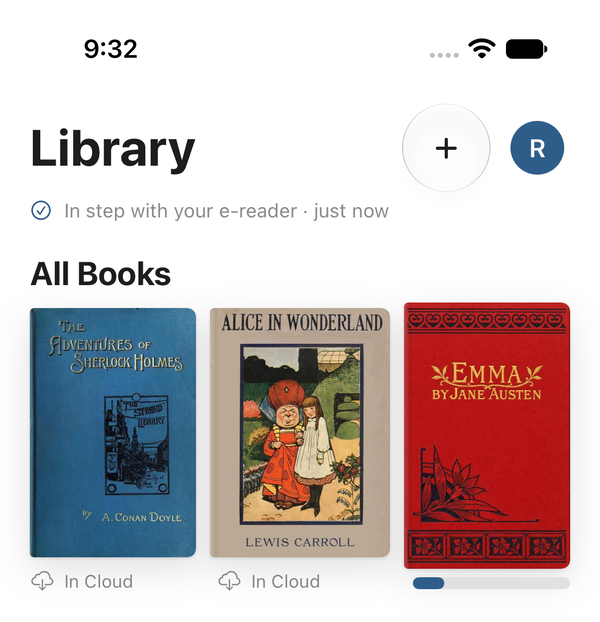 9:32
Library
R
In step with your e-reader · just now
All Books
THE
ADVENTURES OF
SHERLOCK HOLMES
THE
STRAND
LIBRARY
by A. CONAN DOYLE
ALICE IN WONDERLAND
LEWIS CARROLL
EMMA
BY JANE AUSTEN
In Cloud
In Cloud